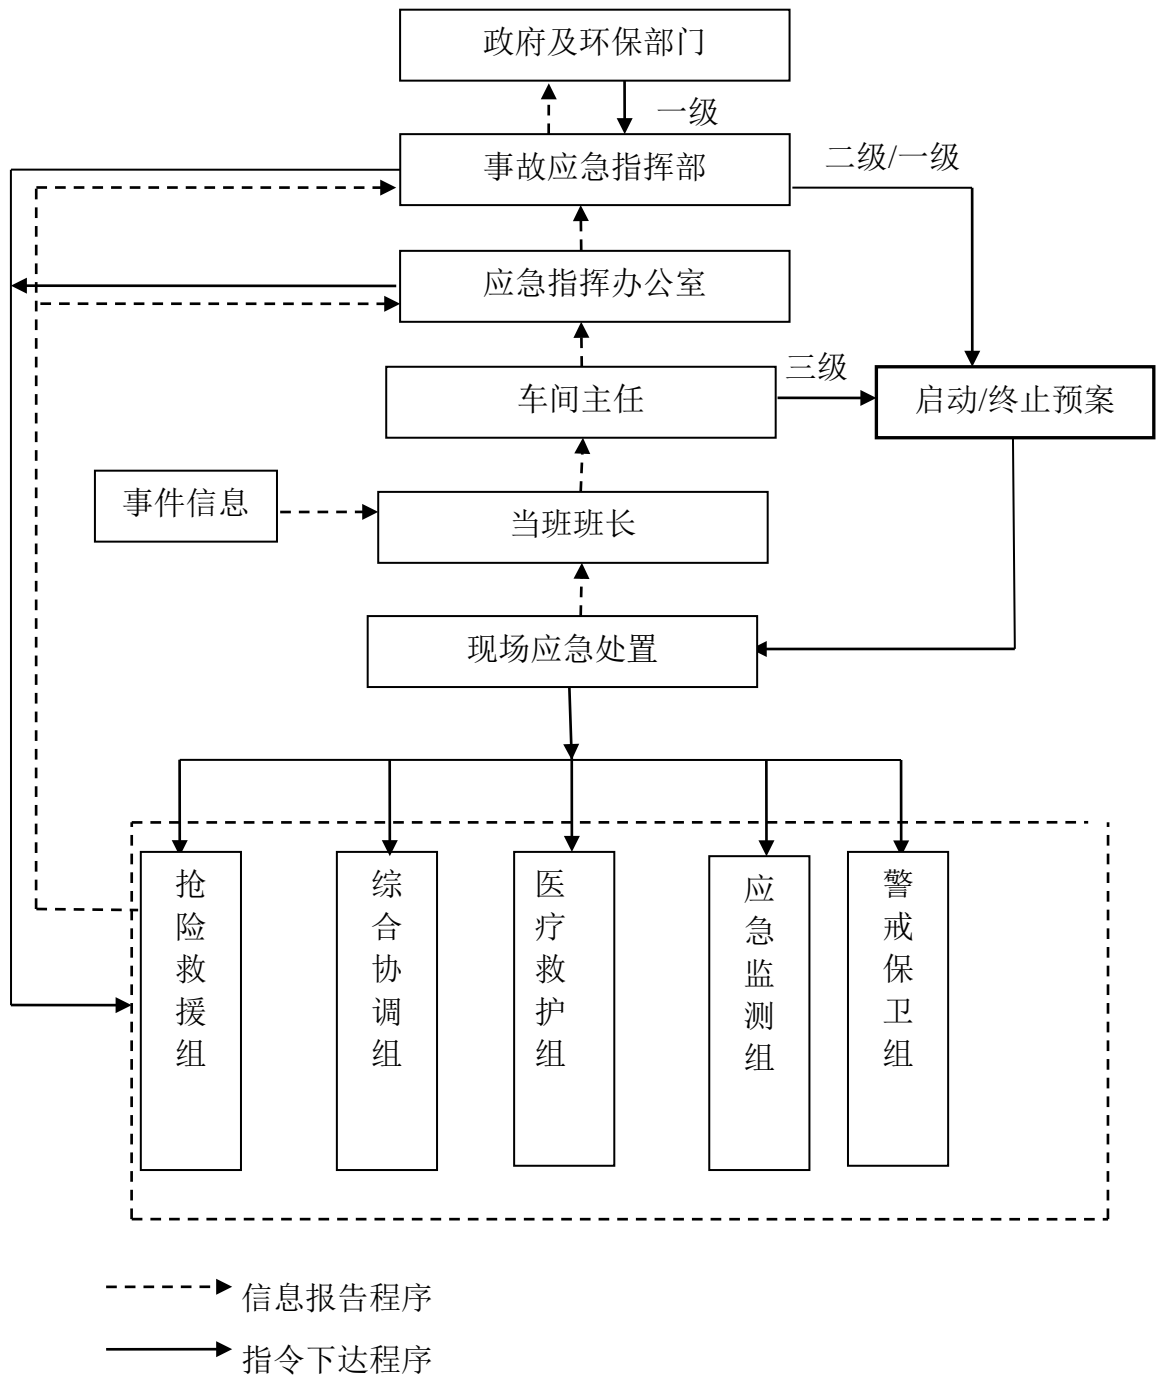 政府及环保部门
一级
事故应急指挥部
二级/一级
应急指挥办公室
三级
车间主任
启动/终止预案
事件信息
当班班长
现场应急处置
抢险救援组
综合协调组
医疗救护组
应急监测组
警戒保卫组
信息报告程序
指令下达程序